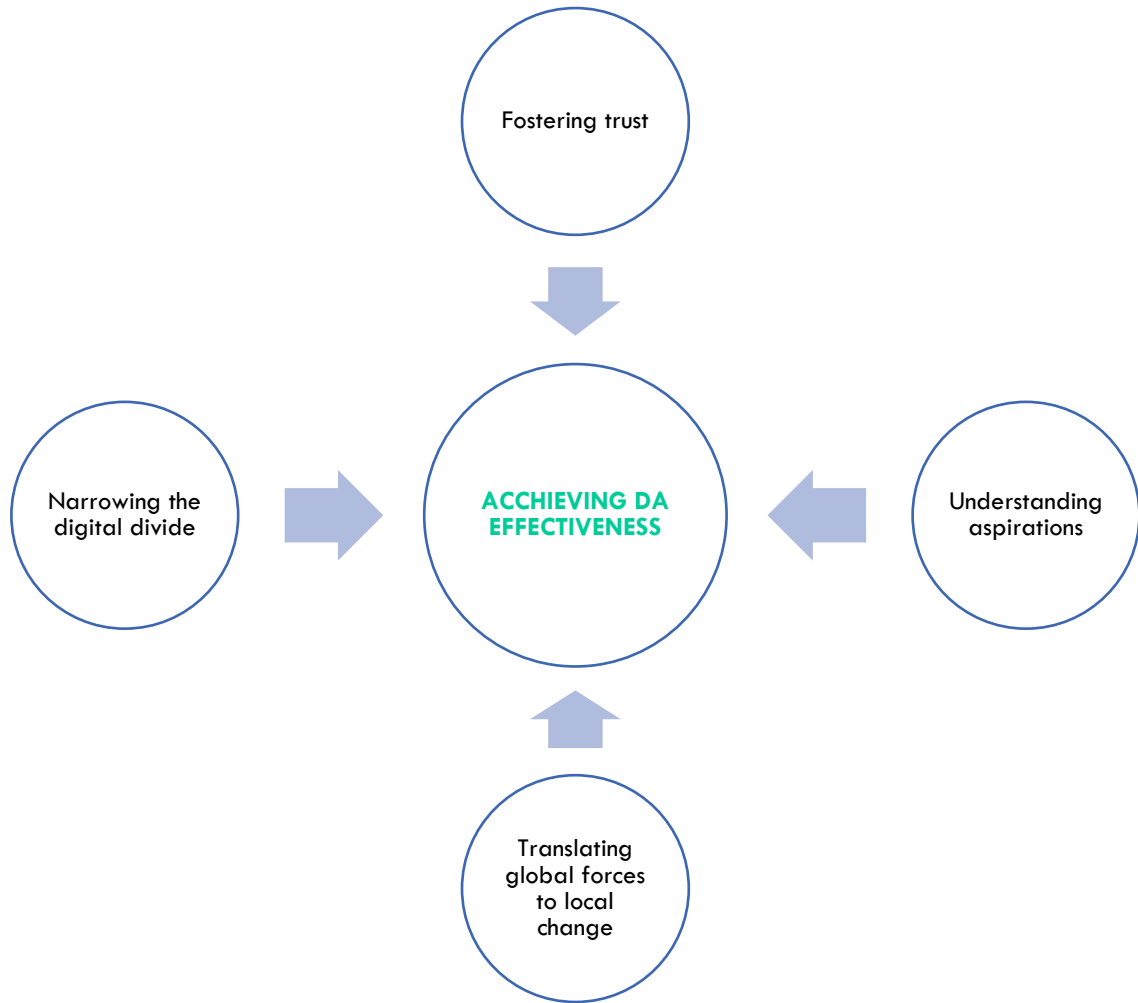 Fostering trust
Narrowing the
digital divide
ACCHIEVING DA
EFFECTIVENESS
Understanding
aspirations
Translating
global forces
to local
change